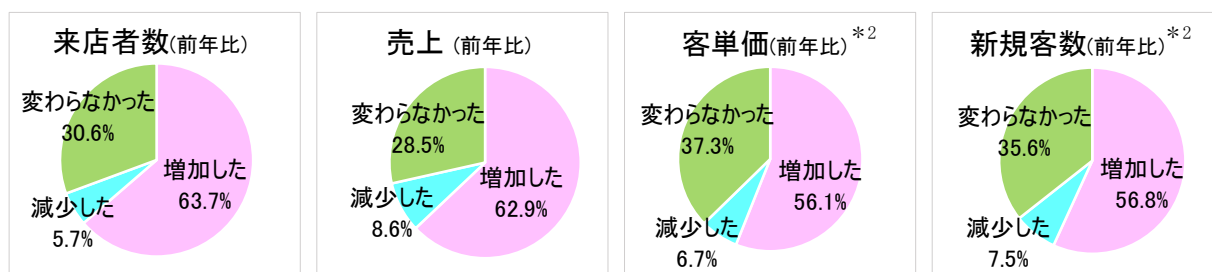 来店者数(前年比)
変わらなかった
30.6%
増加した
63.7%
減少した
5.7%
売上 (前年比)
変わらなかった
28.5%
増加した
62.9%
減少した
8.6%
客単価(前年比)*2
変わらなかった
37.3%
増加した
56.1%
減少した
6.7%
新規客数(前年比)*2
変わらなかった
35.6%
増加した
56.8%
減少した
7.5%